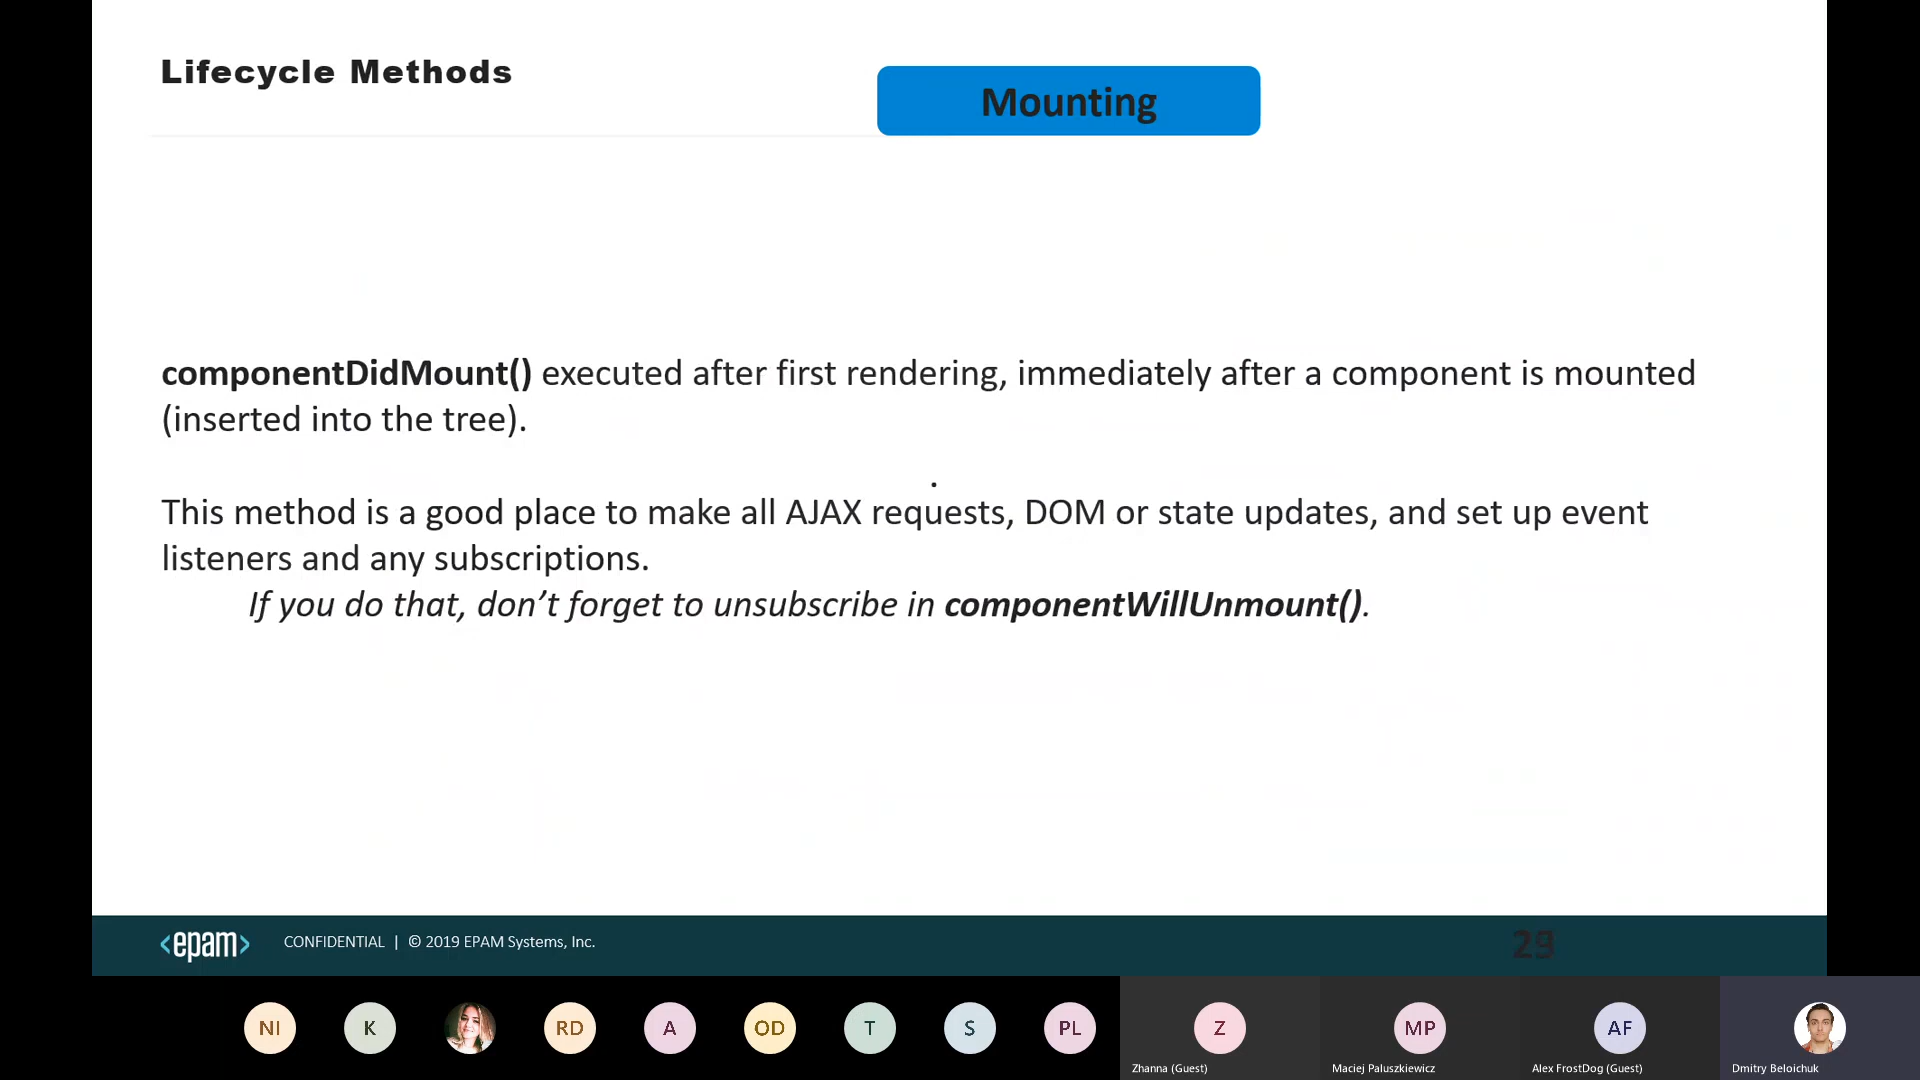 Lifecycle Methods
Mounting
componentDidMount() executed after first rendering, immediately after a component is mounted
(inserted into the tree).
This method is a good place to make all AJAX requests, DOM or state updates, and set up event
listeners and any subscriptions.
If you do that, don’t forget to unsubscribe in componentWillUnmount().
<epam> CONFIDENTIAL | © 2019 EPAM Systems, Inc.
NI K RD A OD T S PL Z MP AF
Zhanna (Guest) Maciej Paluszkiewicz Alex FrostDog (Guest) Dmitry Beloichuk